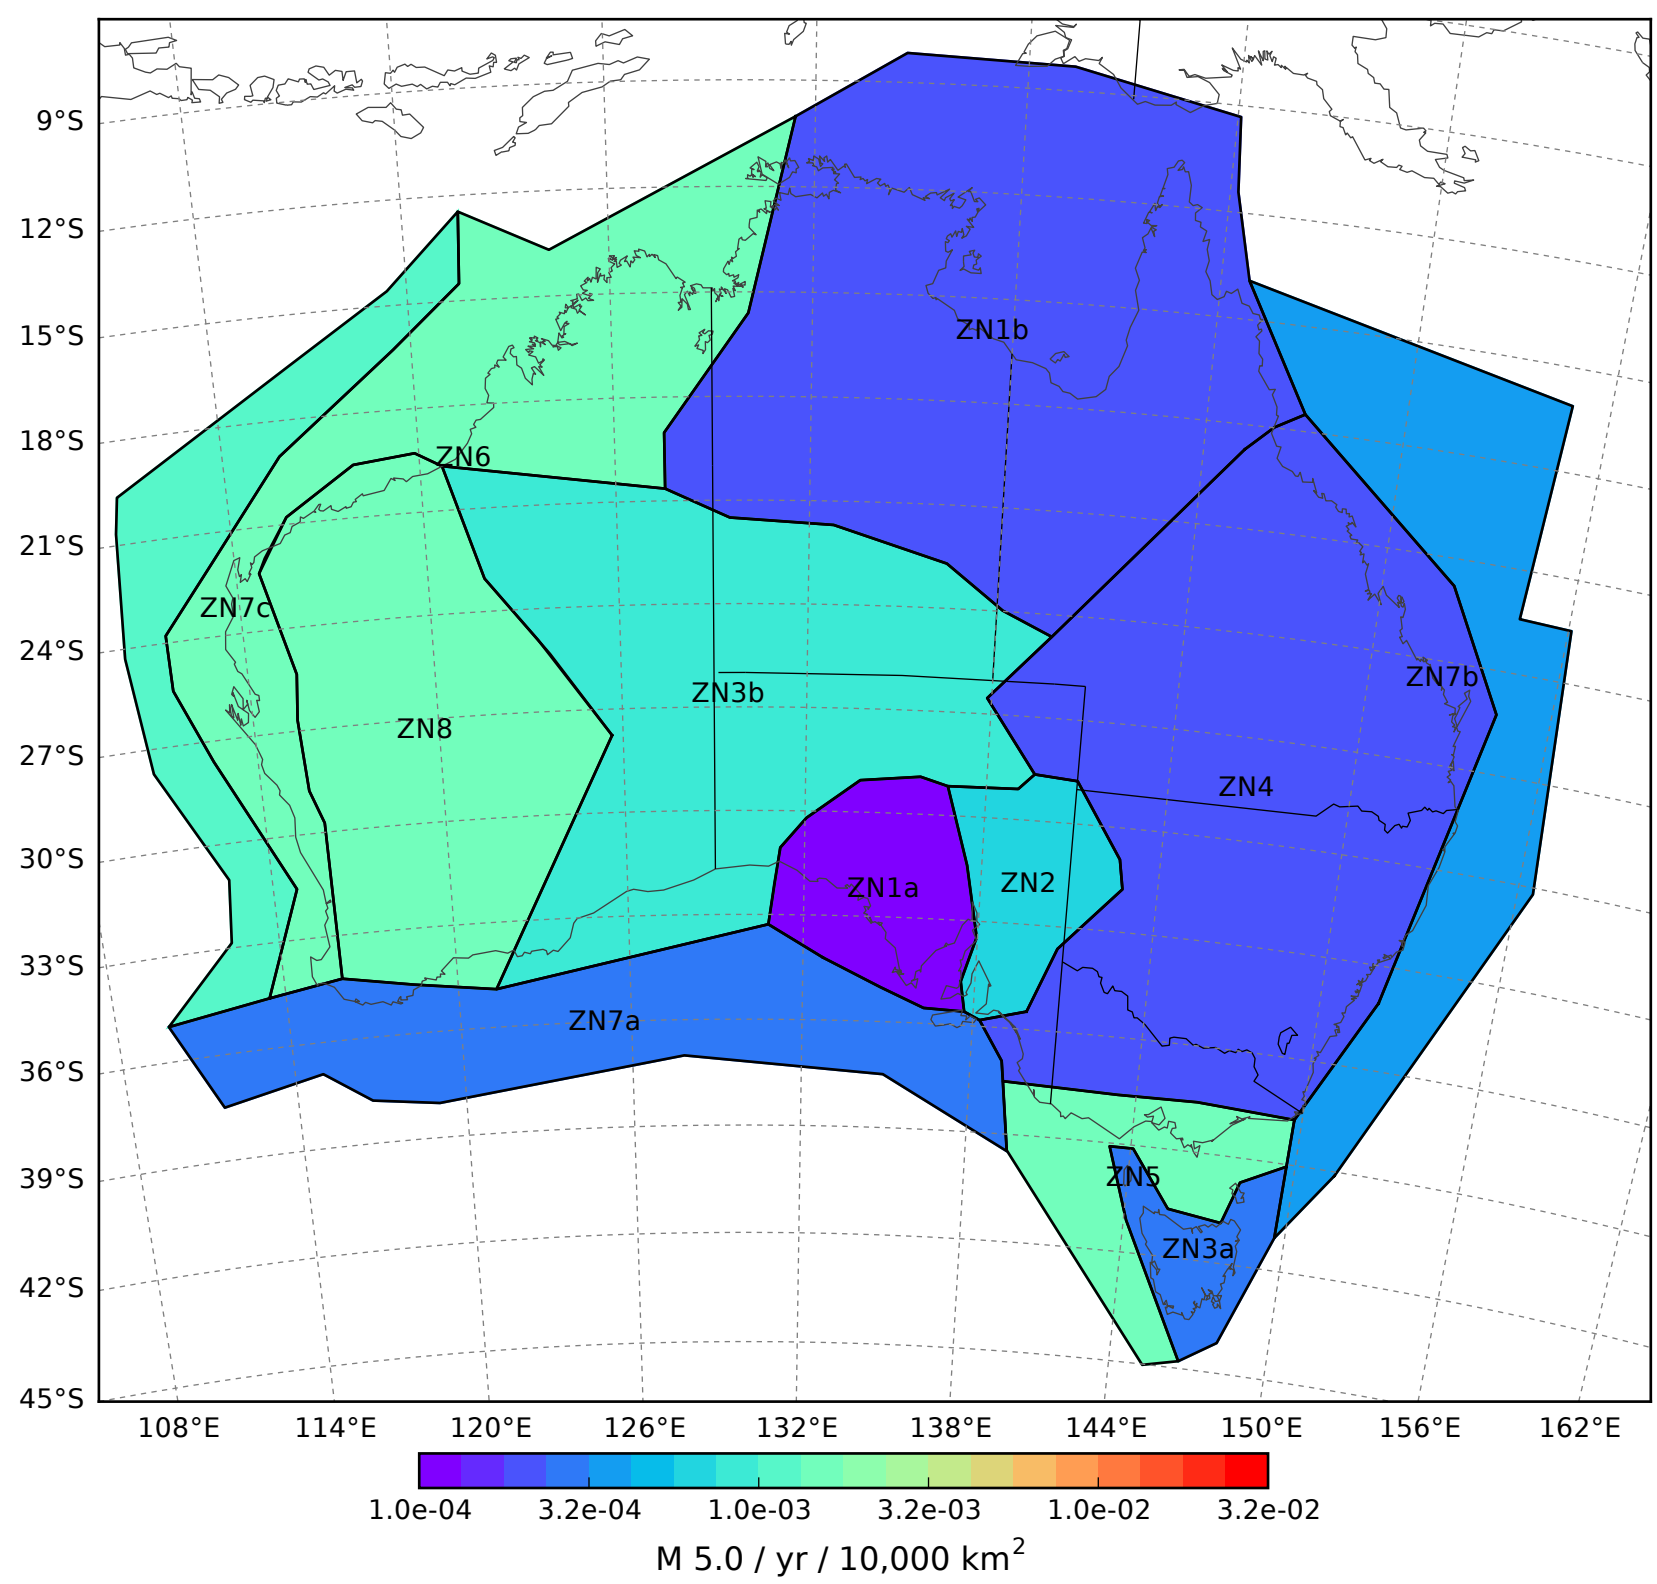 9°S
12°S
15°S
ZN1b
18°S
ZN6
21°S
ZN7c
24°S
ZN7b
ZN3b
ZN8
27°S
ZN4
30°S
ZN1a
ZN2
33°S
ZN7a
36°S
39°S
ZN5
ZN3a
42°S
45°S
108°E 114°E 120°E 126°E 132°E 138°E 144°E 150°E 156°E 162°E
1.0e-04 3.2e-04 1.0e-03 3.2e-03 1.0e-02 3.2e-02
M 5.0 / yr / 10,000 km²